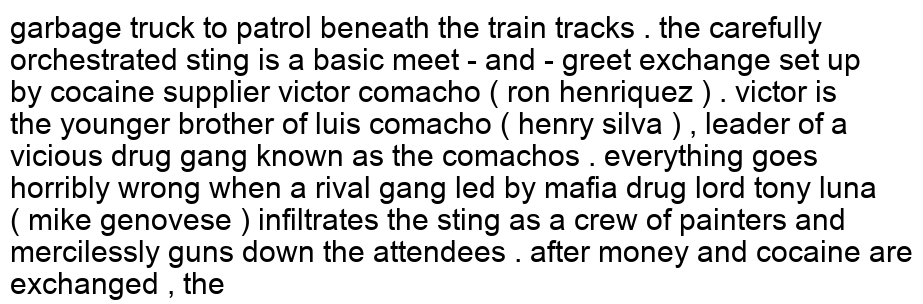 garbage truck to patrol beneath the train tracks . the carefully
orchestrated sting is a basic meet - and - greet exchange set up
by cocaine supplier victor comacho ( ron henriquez ) . victor is
the younger brother of luis comacho ( henry silva ) , leader of a
vicious drug gang known as the comachos . everything goes
horribly wrong when a rival gang led by mafia drug lord tony luna
( mike genovese ) infiltrates the sting as a crew of painters and
mercilessly guns down the attendees . after money and cocaine are
exchanged , the